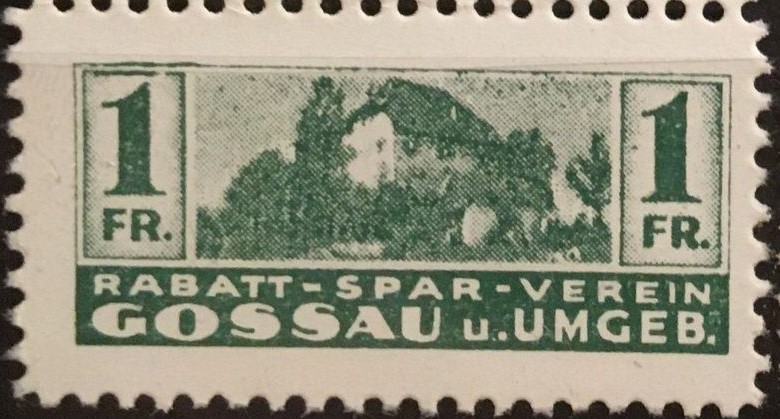 1 FR.
1 FR.
RABATT-SPAR-VEREIN
GOSSAU u. UMGEB.